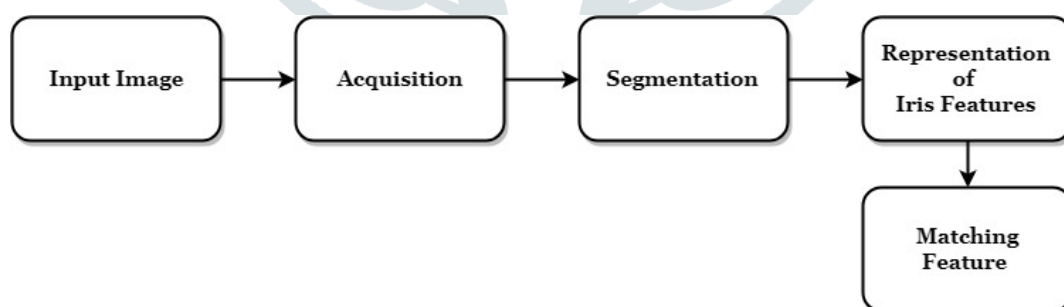 Input Image
Acquisition
Segmentation
Representation
of
Iris Features
Matching
Feature